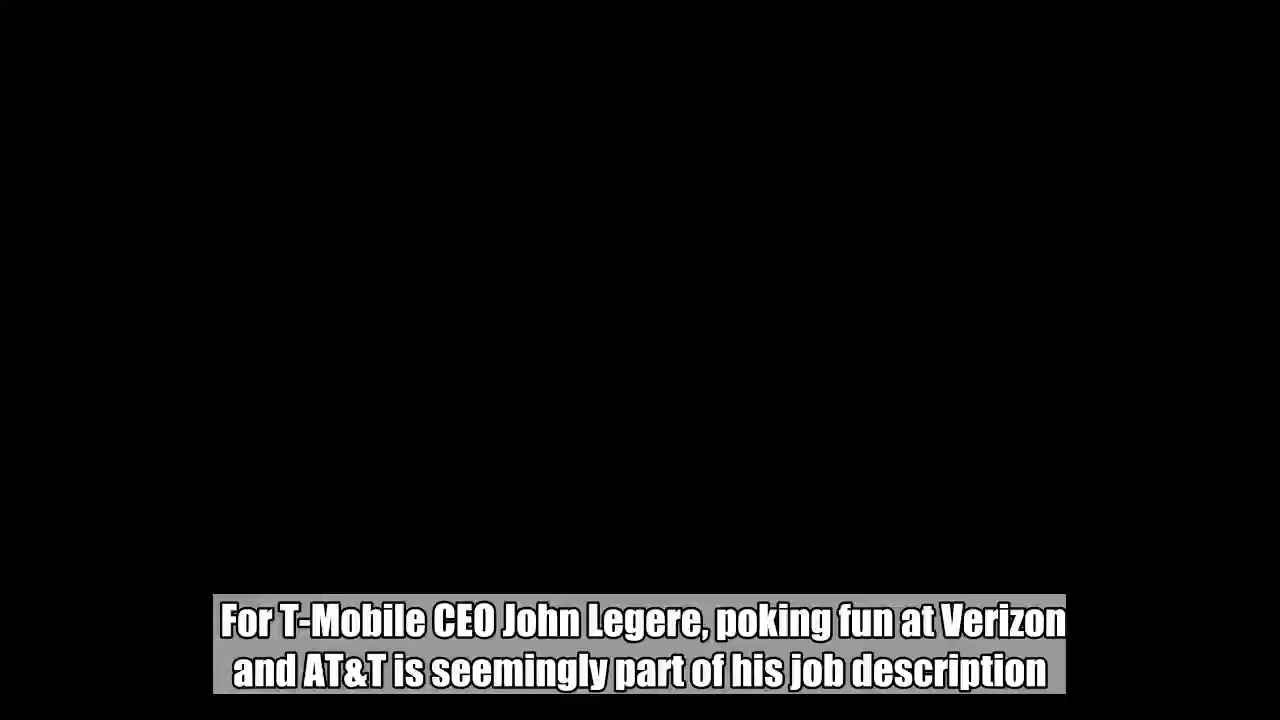 For T-Mobile CEO John Legere, poking fun at Verizon
and AT&T is seemingly part of his job description